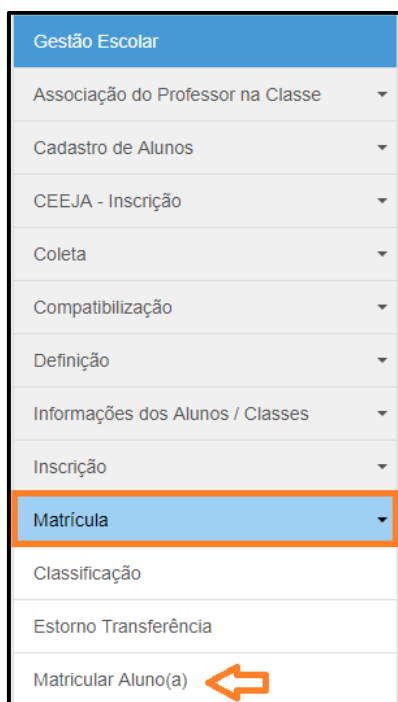 Gestão Escolar
Associação do Professor na Classe
Cadastro de Alunos
CEEJA - Inscrição
Coleta
Compatibilização
Definição
Informações dos Alunos / Classes
Inscrição
Matrícula
Classificação
Estorno Transferência
Matricular Aluno(a)